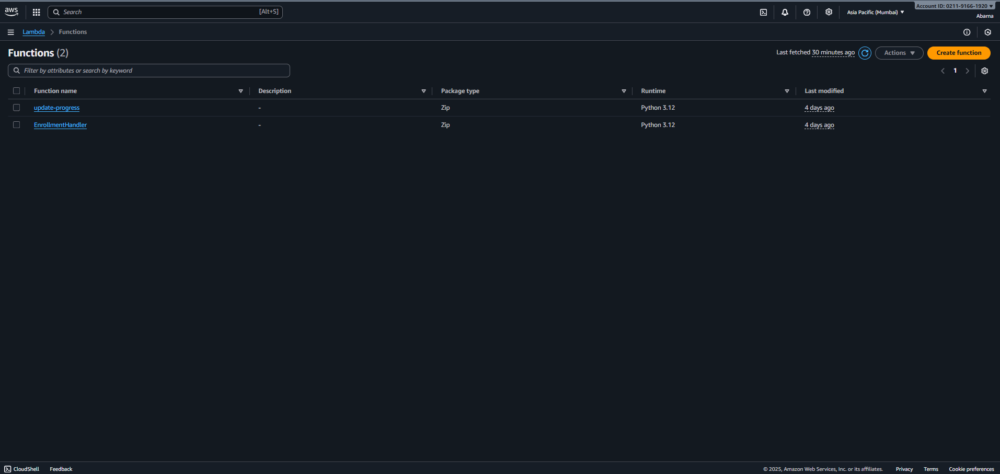 aws
Search [Alt+S]
Asia Pacific (Mumbai)
Account ID: 0211-9166-1920
Abarna
Lambda
Functions
Functions (2)
Last fetched 30 minutes ago
Actions
Create function
Filter by attributes or search by keyword
1
Function name Description Package type Runtime Last modified
update-progress - Zip Python 3.12 4 days ago
EnrollmentHandler - Zip Python 3.12 4 days ago
CloudShell Feedback © 2025, Amazon Web Services, Inc. or its affiliates. Privacy Terms Cookie preferences